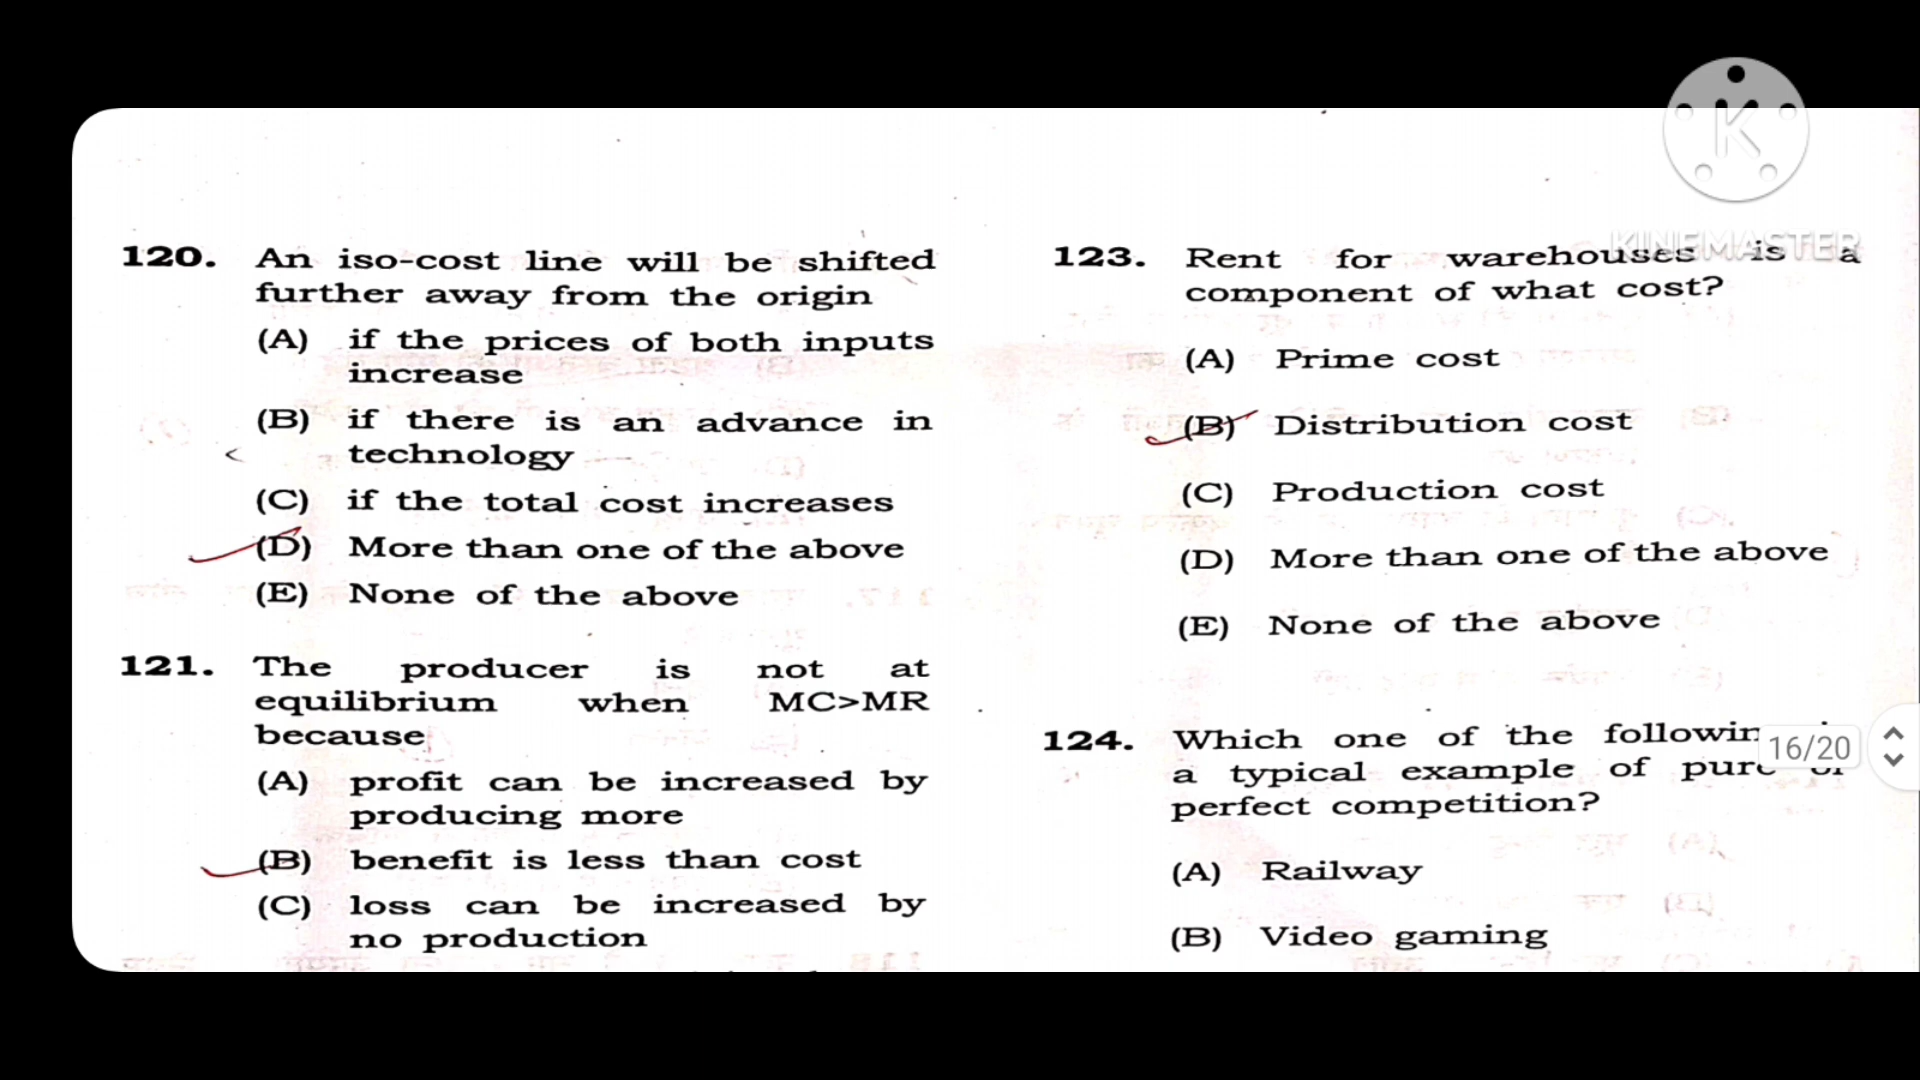 120. An iso-cost line will be shifted
further away from the origin
(A) if the prices of both inputs
increase
(B) if there is an advance in
technology
(C) if the total cost increases
(D) More than one of the above
(E) None of the above
121. The producer is not at
equilibrium when MC>MR
because
(A) profit can be increased by
producing more
(B) benefit is less than cost
(C) loss can be increased by
no production
K
KINEMASTER
123. Rent for warehouses is a
component of what cost?
(A) Prime cost
(B) Distribution cost
(C) Production cost
(D) More than one of the above
(E) None of the above
124. Which one of the
a typical example of
perfect competition?
(A) Railway
(B) Video gaming
16/20